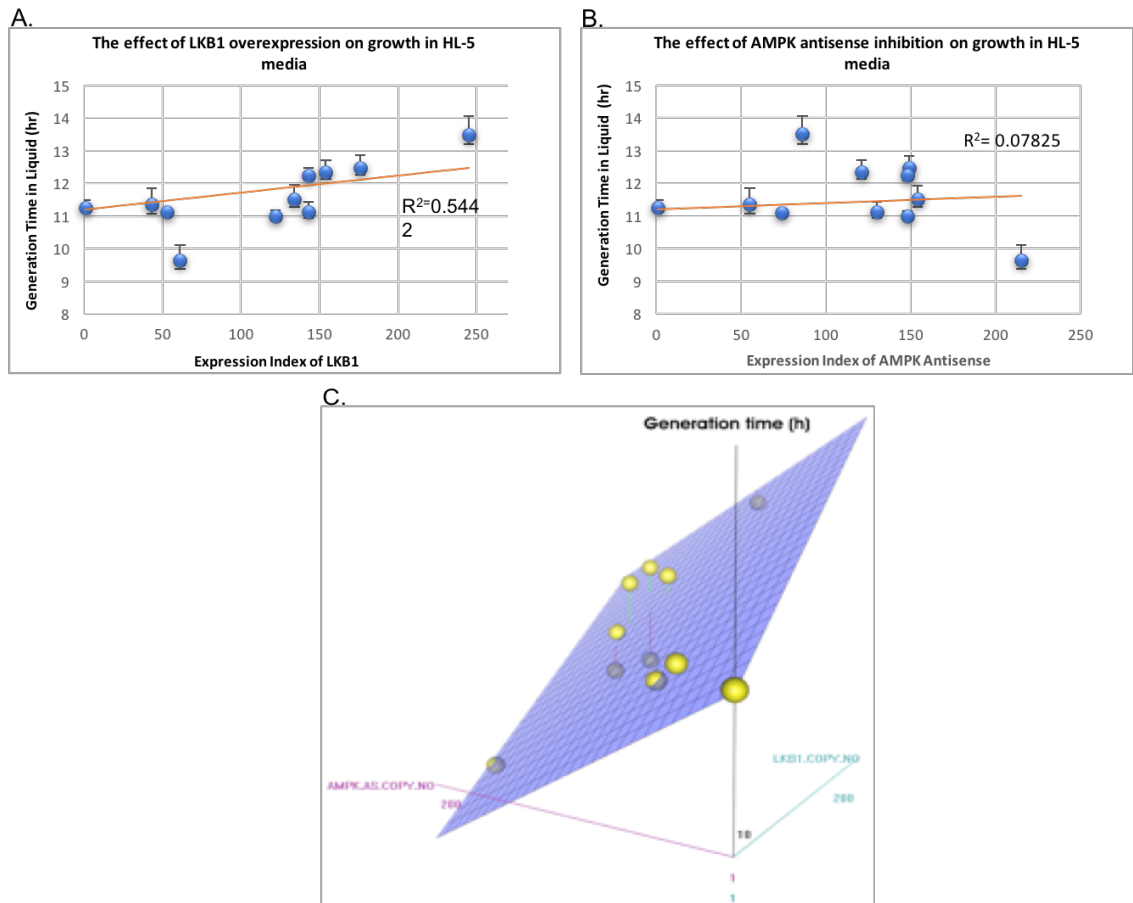 A.
The effect of LKB1 overexpression on growth in HL-5
media
Generation Time in Liquid (hr)
15
14
13
12
11
10
9
8
R²=0.544
2
0
50
100
150
200
250
Expression Index of LKB1
B.
The effect of AMPK antisense inhibition on growth in HL-5
media
Generation Time in Liquid (hr)
15
14
13
12
11
10
9
8
R²= 0.07825
0
50
100
150
200
250
Expression Index of AMPK Antisense
C.
Generation time (h)
LKB1.COPY.NO
200
AMPK.AS.COPY.NO
200
10
1
1